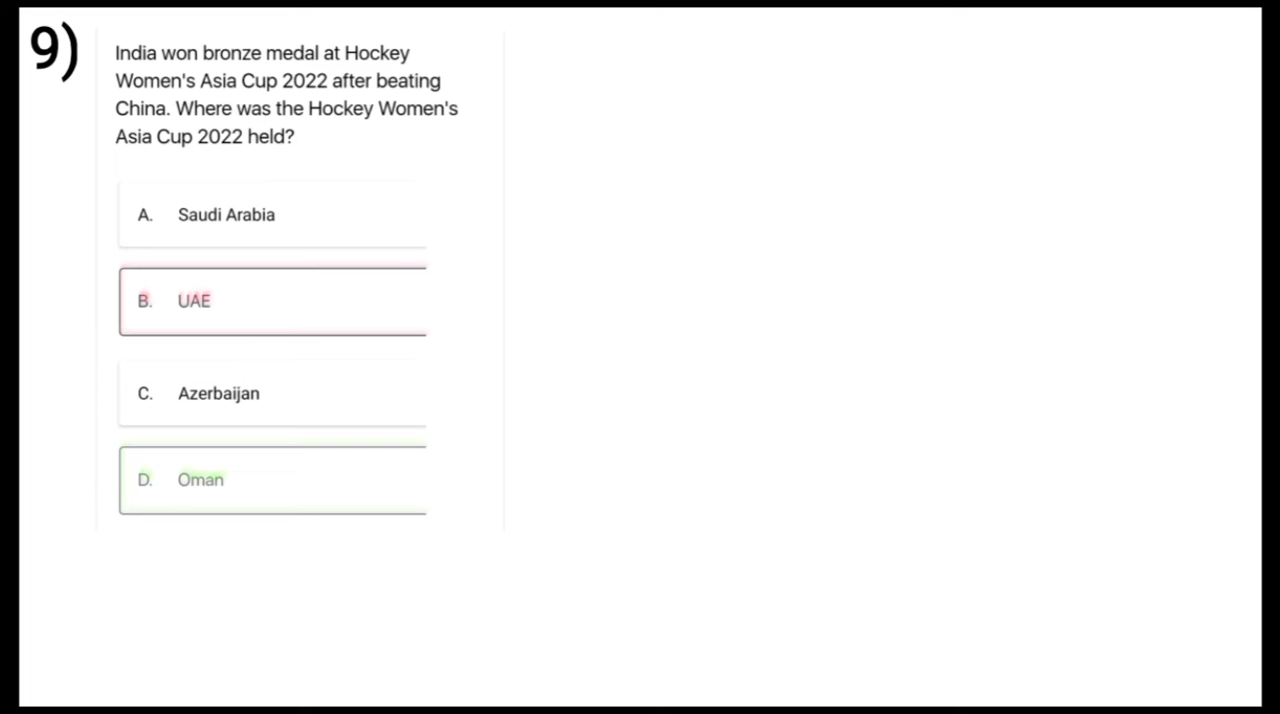 9)
India won bronze medal at Hockey
Women's Asia Cup 2022 after beating
China. Where was the Hockey Women's
Asia Cup 2022 held?
A. Saudi Arabia
B. UAE
C. Azerbaijan
D. Oman